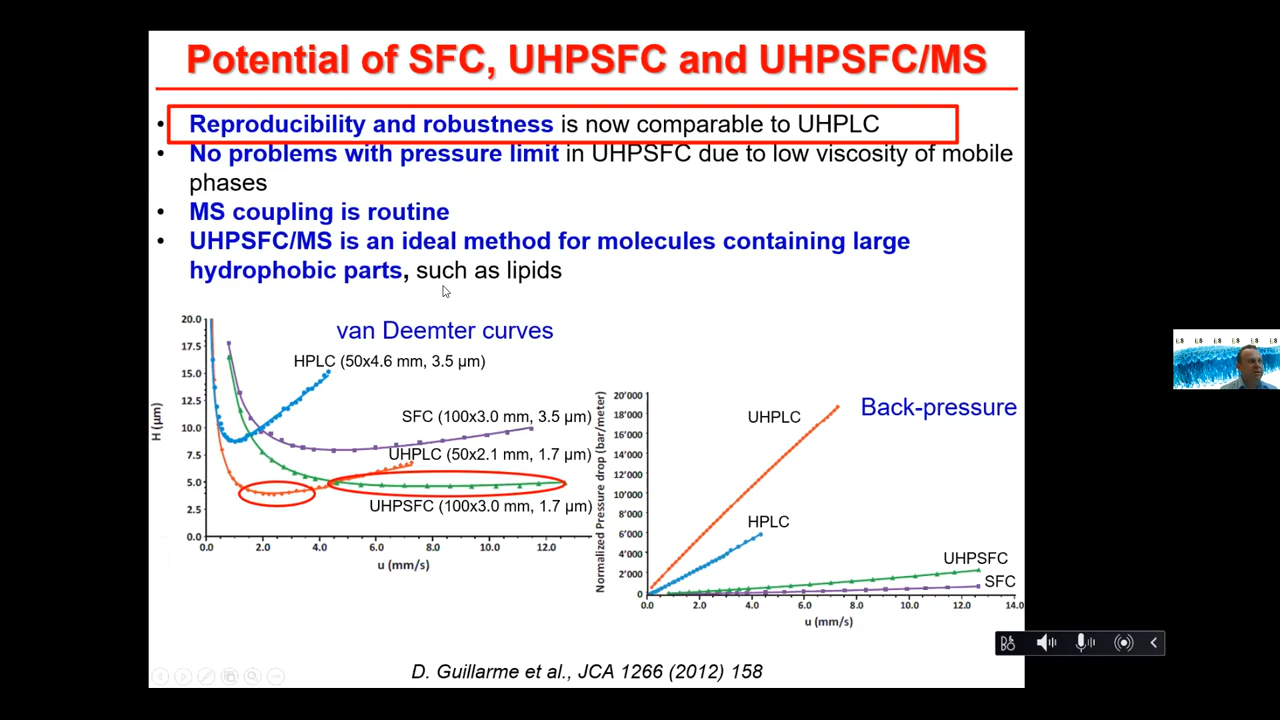 Potential of SFC, UHPSFC and UHPSFC/MS
• Reproducibility and robustness is now comparable to UHPLC
• No problems with pressure limit in UHPSFC due to low viscosity of mobile
phases
• MS coupling is routine
• UHPSFC/MS is an ideal method for molecules containing large
hydrophobic parts, such as lipids
van Deemter curves
HPLC (50x4.6 mm, 3.5 µm)
SFC (100x3.0 mm, 3.5 µm)
UHPLC (50x2.1 mm, 1.7 µm)
UHPSFC (100x3.0 mm, 1.7 µm)
H (µm)
20.0
17.5
15.0
12.5
10.0
7.5
5.0
2.5
0.0
0.0 2.0 4.0 6.0 8.0 10.0 12.0
u (mm/s)
Back-pressure
UHPLC
HPLC
UHPSFC
SFC
Normalized Pressure drop (bar/meter)
20'000
18'000
16'000
14'000
12'000
10'000
8'000
6'000
4'000
2'000
0
0.0 2.0 4.0 6.0 8.0 10.0 12.0 14.0
u (mm/s)
D. Guillarme et al., JCA 1266 (2012) 158